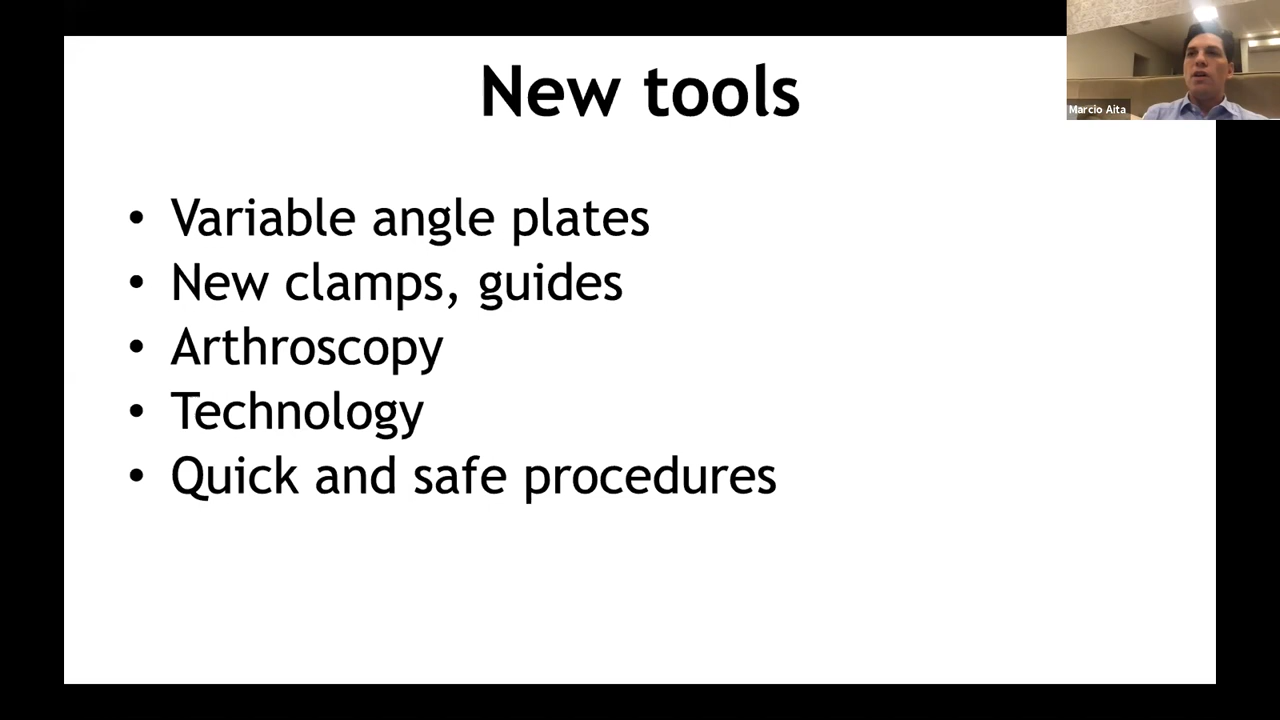 New tools
Marcio Aita
• Variable angle plates
• New clamps, guides
• Arthroscopy
• Technology
• Quick and safe procedures